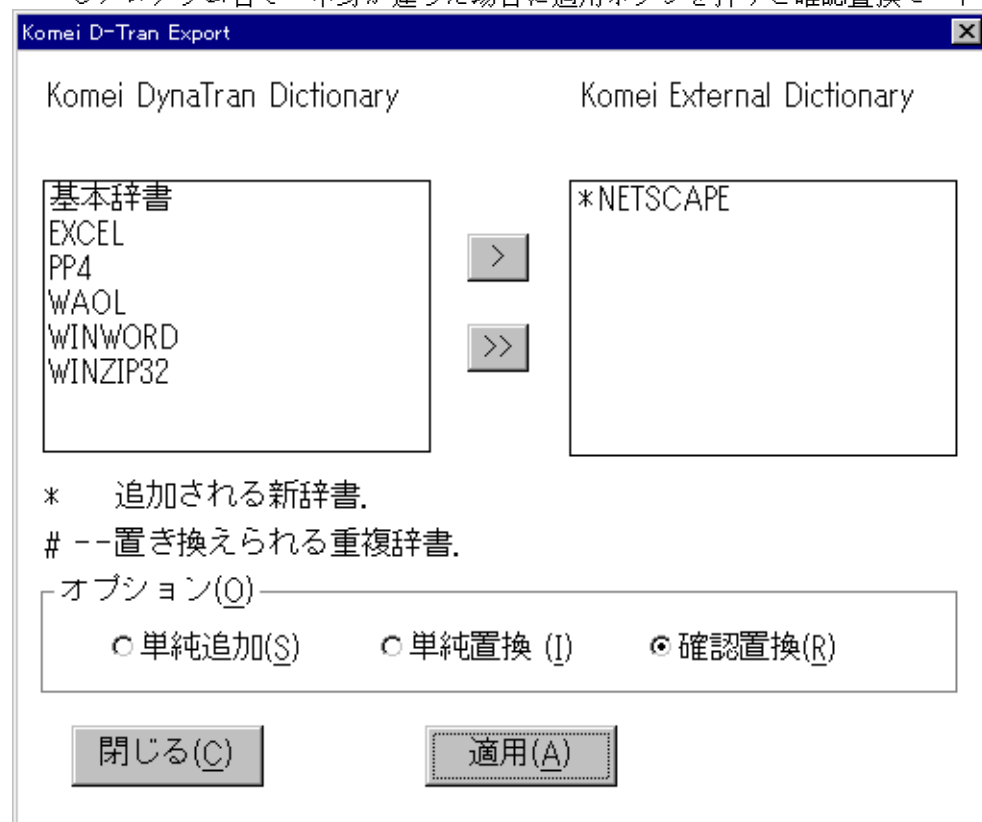 Komei D-Tran Export
Komei DynaTran Dictionary
Komei External Dictionary
基本辞書
EXCEL
PP4
WAOL
WINWORD
WINZIP32
>
>>
*NETSCAPE
* 追加される新辞書.
# --置き換えられる重複辞書.
オプション(O)
単純追加(S)
単純置換 (I)
確認置換(R)
閉じる(C)
適用(A)